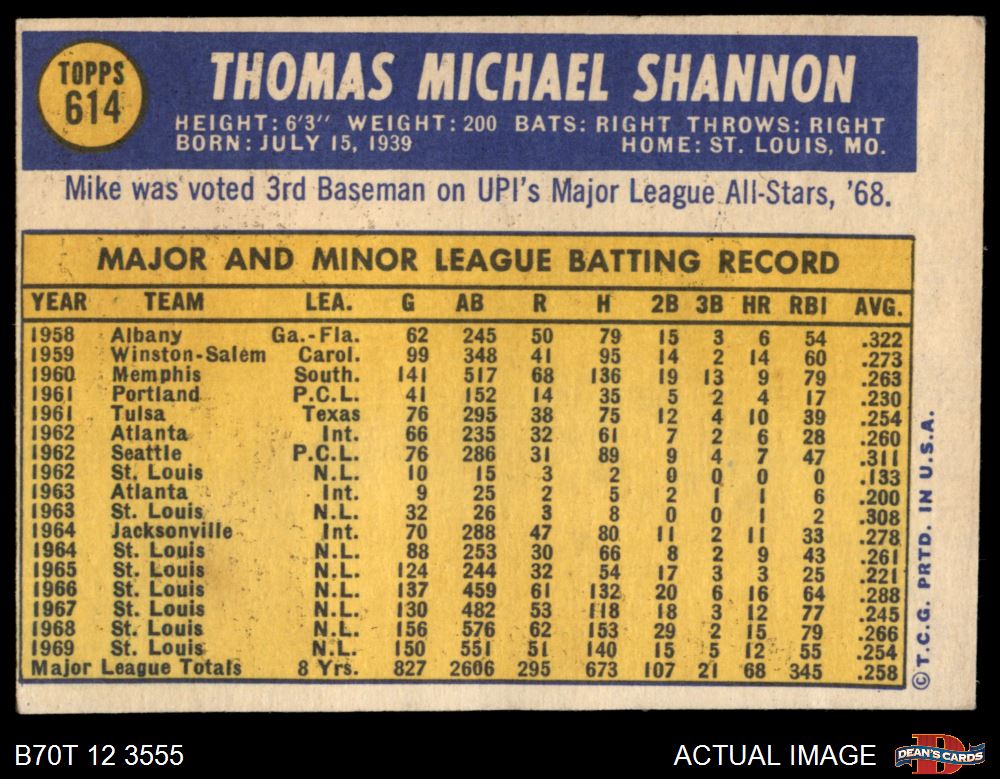 TOPPS
614
THOMAS MICHAEL SHANNON
HEIGHT: 6'3" WEIGHT: 200 BATS: RIGHT THROWS: RIGHT
BORN: JULY 15, 1939 HOME: ST. LOUIS, MO.
Mike was voted 3rd Baseman on UPI's Major League All-Stars, '68.
MAJOR AND MINOR LEAGUE BATTING RECORD
YEAR TEAM LEA. G AB R H 2B 3B HR RBI AVG.
1958 Albany Ga.-Fla. 62 245 50 79 15 3 6 54 .322
1959 Winston-Salem Carol. 99 348 41 95 14 2 14 60 .273
1960 Memphis South. 141 517 68 136 19 13 9 79 .263
1961 Portland P.C.L. 41 152 14 35 5 2 4 17 .230
1961 Tulsa Texas 76 295 38 75 12 4 10 39 .254
1962 Atlanta Int. 66 235 32 61 7 2 6 28 .260
1962 Seattle P.C.L. 76 286 31 89 9 4 7 47 .311
1962 St. Louis N.L. 10 15 3 2 0 0 0 0 .133
1963 Atlanta Int. 9 25 2 5 2 1 1 6 .200
1963 St. Louis N.L. 32 26 3 8 0 0 1 2 .308
1964 Jacksonville Int. 70 288 47 80 11 2 11 33 .278
1964 St. Louis N.L. 88 253 30 66 8 2 9 43 .261
1965 St. Louis N.L. 124 244 32 54 17 3 3 25 .221
1966 St. Louis N.L. 137 459 61 132 20 6 16 64 .288
1967 St. Louis N.L. 130 482 53 118 18 3 12 77 .245
1968 St. Louis N.L. 156 576 62 153 29 2 15 79 .266
1969 St. Louis N.L. 150 551 51 140 15 5 12 55 .254
Major League Totals 8 Yrs. 827 2606 295 673 107 21 68 345 .258
© T.C.G. PRTD. IN U.S.A.
B70T 12 3555
ACTUAL IMAGE
DEAN'S CARDS